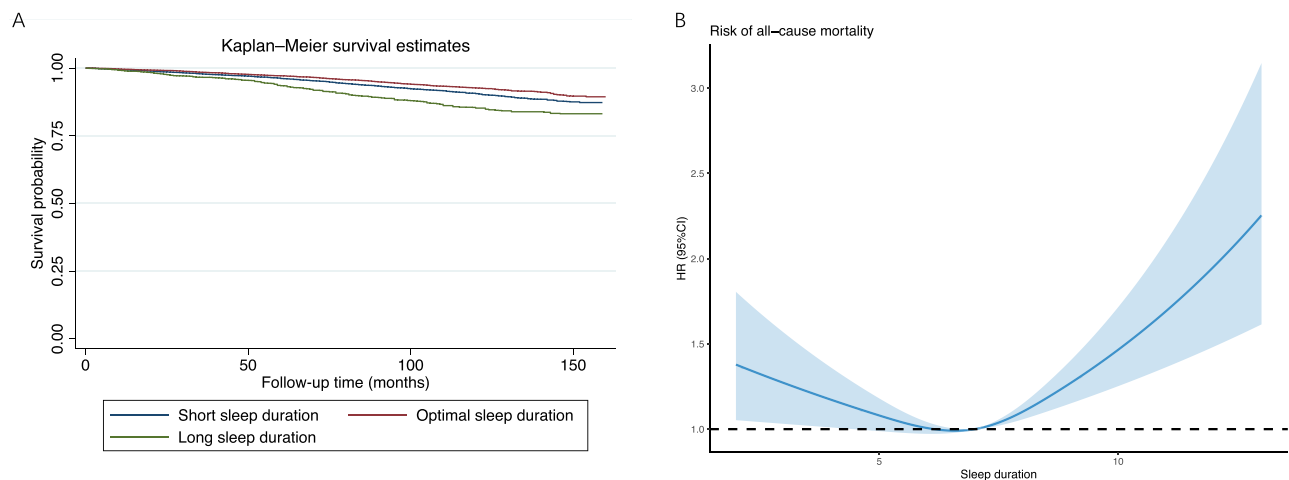 A
Kaplan–Meier survival estimates
Survival probability
1.00
0.75
0.50
0.25
0.00
0
50
100
150
Follow-up time (months)
Short sleep duration
Optimal sleep duration
Long sleep duration
B
Risk of all–cause mortality
HR (95%CI)
3.0
2.5
2.0
1.5
1.0
5
10
Sleep duration